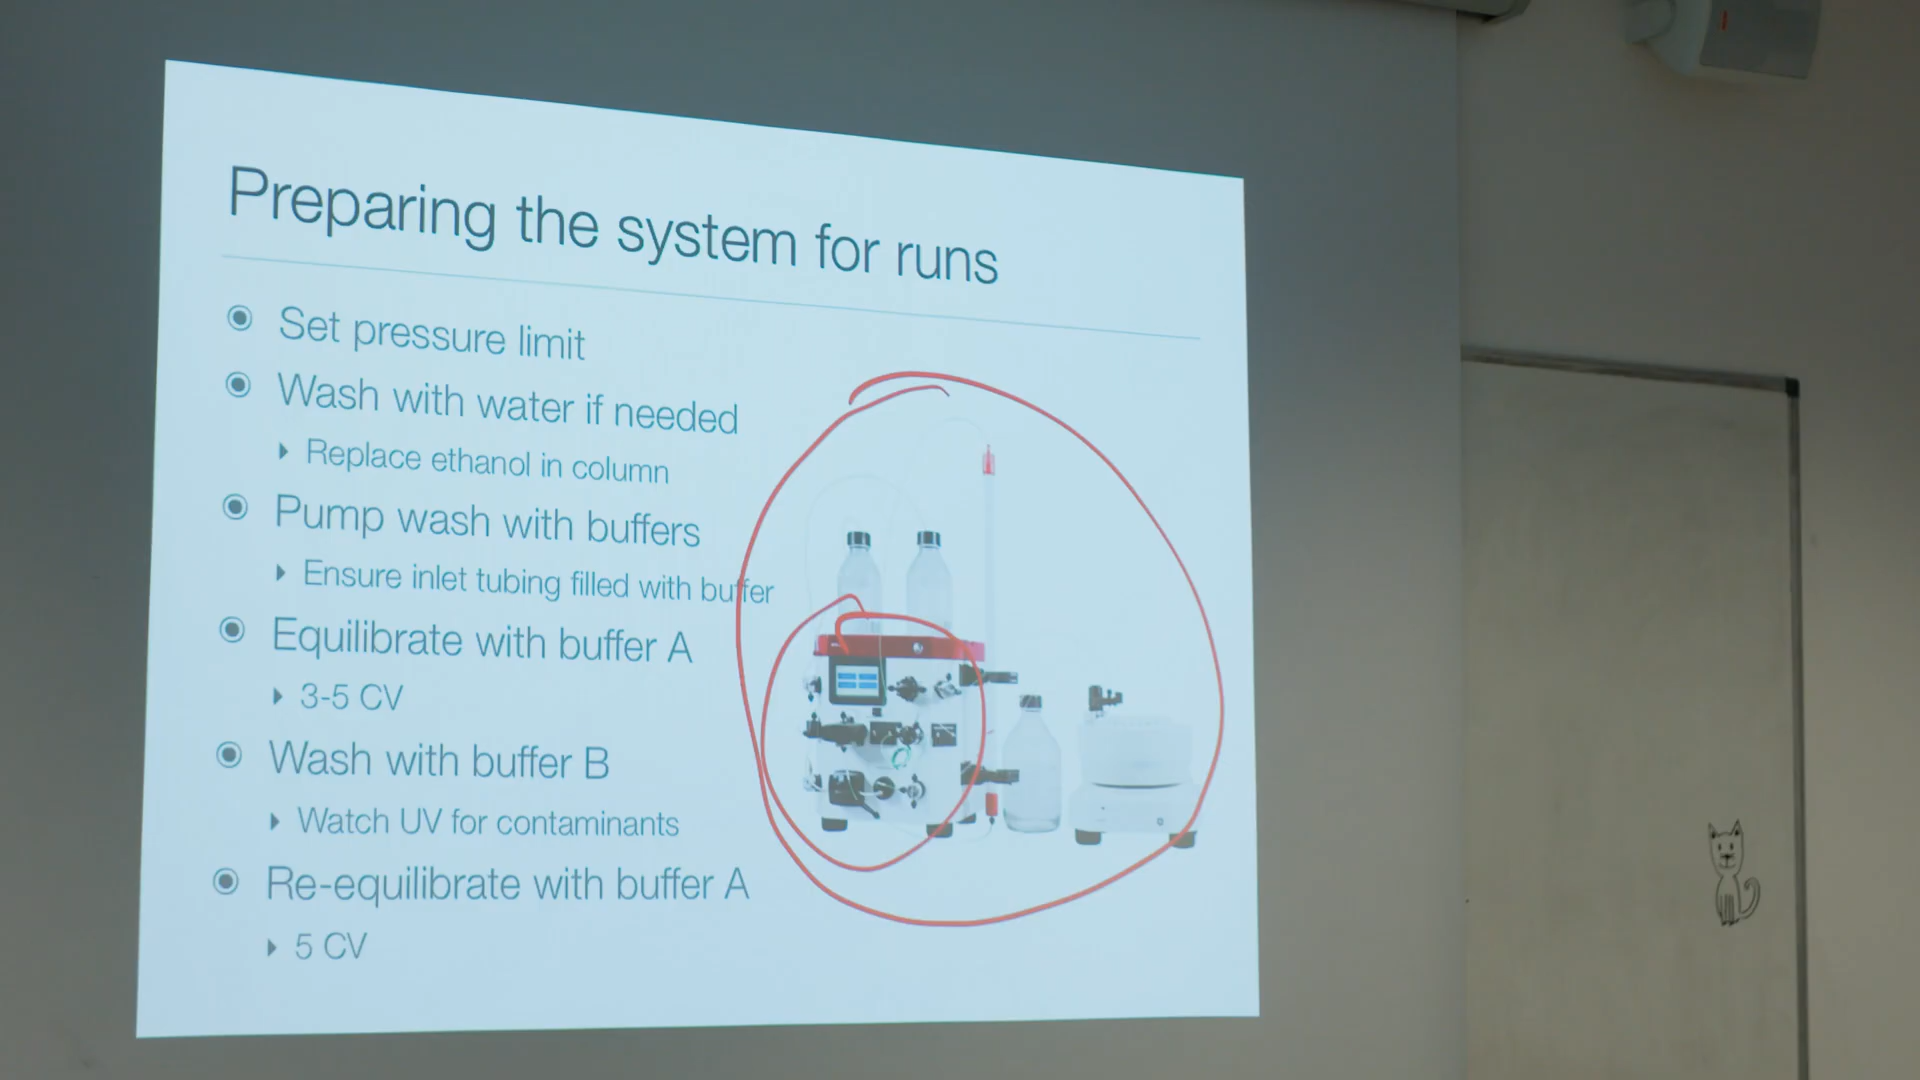 Preparing the system for runs
Set pressure limit
Wash with water if needed
Replace ethanol in column
Pump wash with buffers
Ensure inlet tubing filled with buffer
Equilibrate with buffer A
3-5 CV
Wash with buffer B
Watch UV for contaminants
Re-equilibrate with buffer A
5 CV